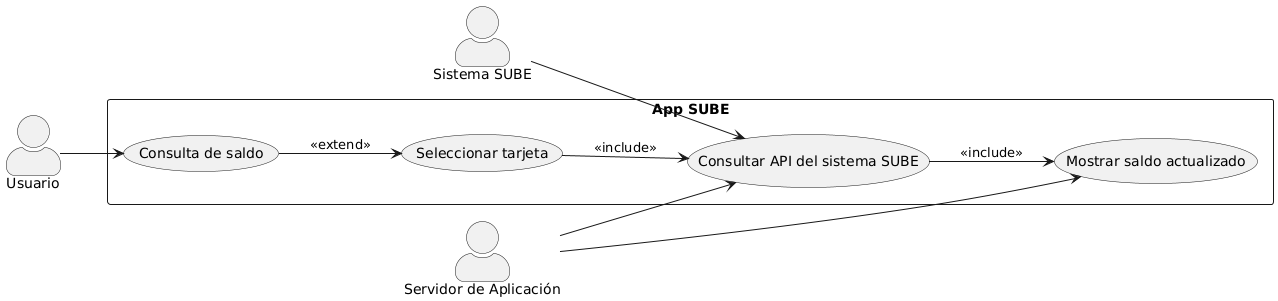 Sistema SUBE
App SUBE
Usuario
Consulta de saldo
«extend»
Seleccionar tarjeta
«include»
Consultar API del sistema SUBE
«include»
Mostrar saldo actualizado
Servidor de Aplicación